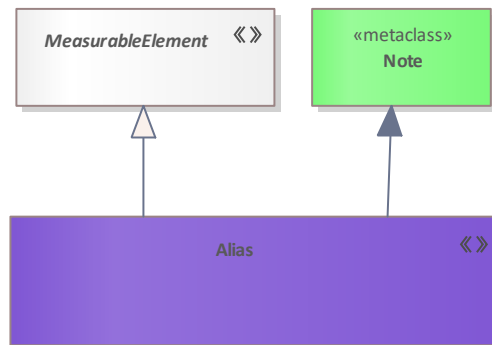 MeasurableElement «»
«metaclass»
Note
Alias «»